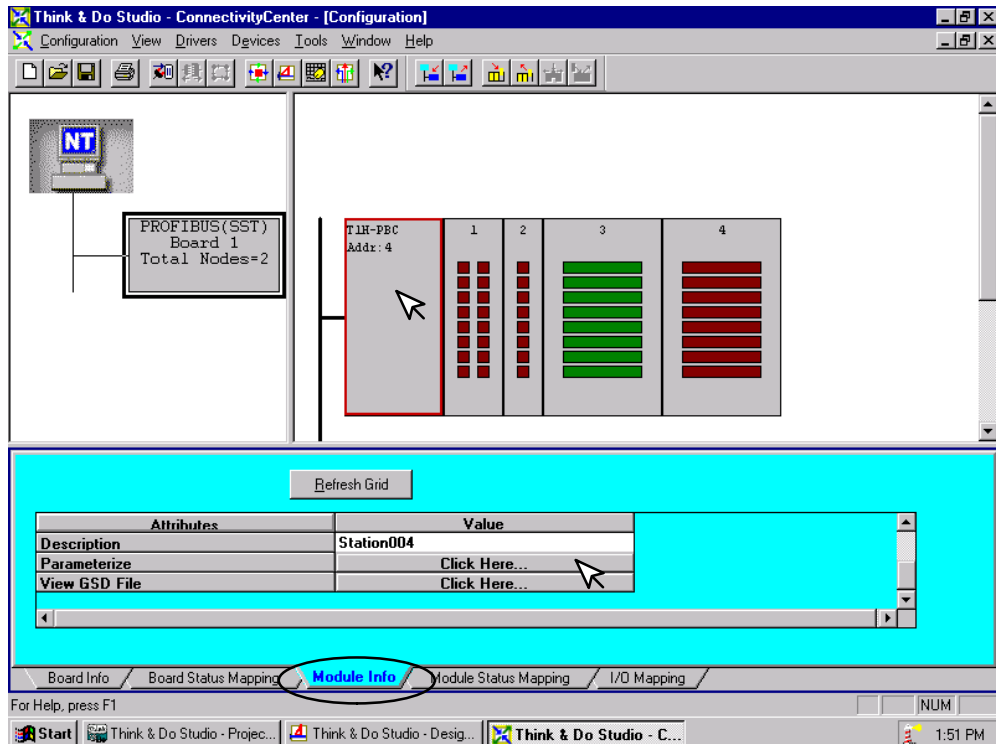 Think & Do Studio - ConnectivityCenter - [Configuration]
Configuration View Drivers Devices Tools Window Help
NT
PROFIBUS(SST)
Board 1
Total Nodes=2
T1H-PBC
Addr:4
1
2
3
4
Refresh Grid
Attributes Value
Description Station004
Parameterize Click Here...
View GSD File Click Here...
Board Info Board Status Mapping Module Info Module Status Mapping I/O Mapping
For Help, press F1
NUM
Start Think & Do Studio - Projec... Think & Do Studio - Desig... Think & Do Studio - C... 1:51 PM